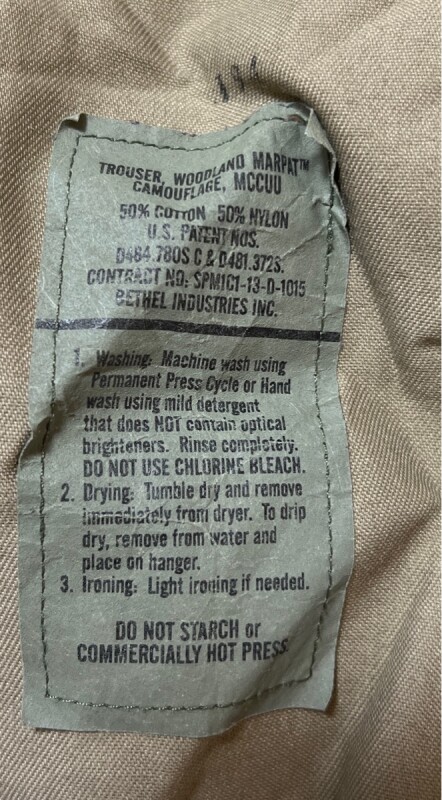 194
TROUSER, WOODLAND MARPAT™
CAMOUFLAGE, MCCUU
50% COTTON 50% NYLON
U.S. PATENT NOS.
D484.780S C & D481.372S.
CONTRACT NO: SPM1C1-13-D-1015
BETHEL INDUSTRIES INC.
1. Washing: Machine wash using
Permanent Press Cycle or Hand
wash using mild detergent
that does NOT contain optical
brighteners. Rinse completely.
DO NOT USE CHLORINE BLEACH.
2. Drying: Tumble dry and remove
immediately from dryer. To drip
dry, remove from water and
place on hanger.
3. Ironing: Light ironing if needed.
DO NOT STARCH or
COMMERCIALLY HOT PRESS.